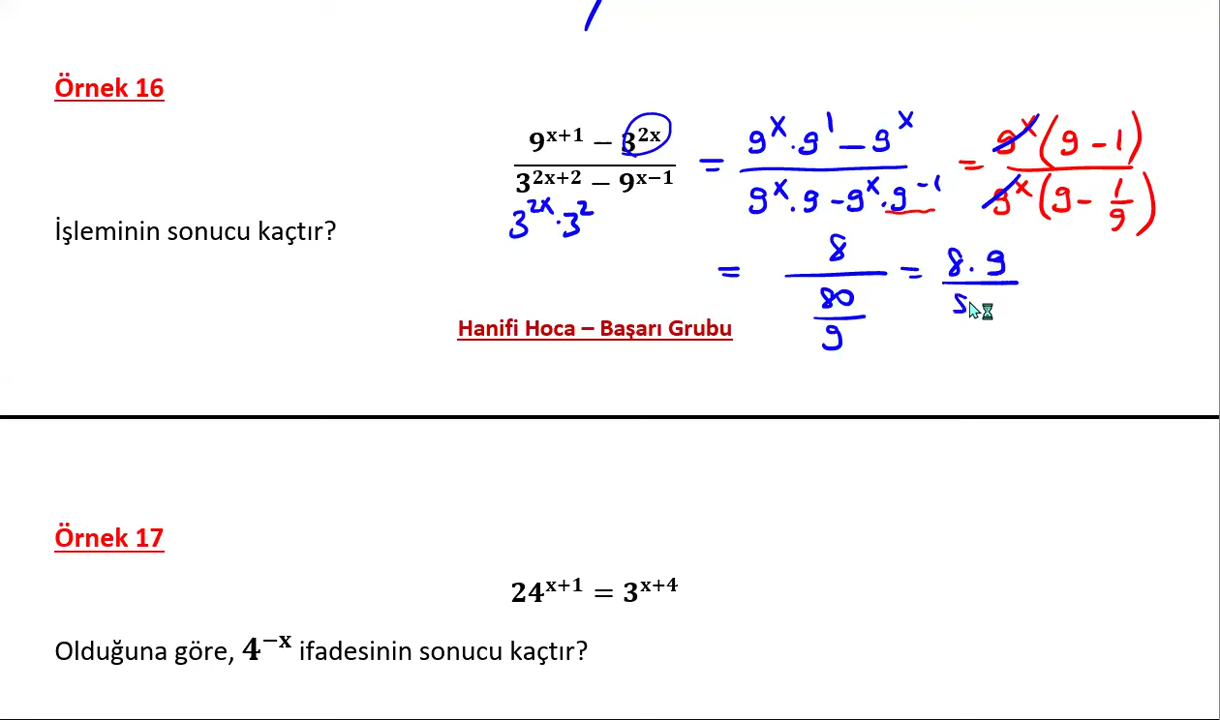 Örnek 16
9^{x+1} − 3^{2x} / 3^{2x+2} − 9^{x−1} = 9^x . 9^1 − 9^x / 9^x . 9 − 9^x . 9^{−1} = 9^x (9 − 1) / 9^x (9 − 1/9)
3^{2x} . 3^2
İşleminin sonucu kaçtır?
= 8 / (80/9) = 8 . 9 /
Hanifi Hoca – Başarı Grubu
Örnek 17
24^{x+1} = 3^{x+4}
Olduğuna göre, 4^{−x} ifadesinin sonucu kaçtır?